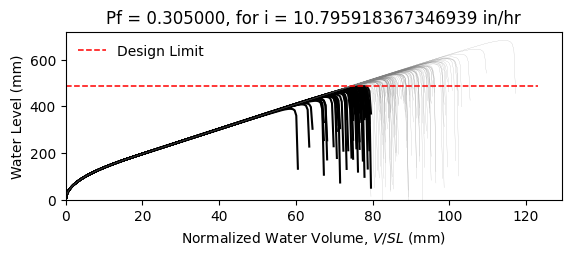 Pf = 0.305000, for i = 10.795918367346939 in/hr
Design Limit
Water Level (mm)
600
400
200
0
0 20 40 60 80 100 120
Normalized Water Volume, V/SL (mm)